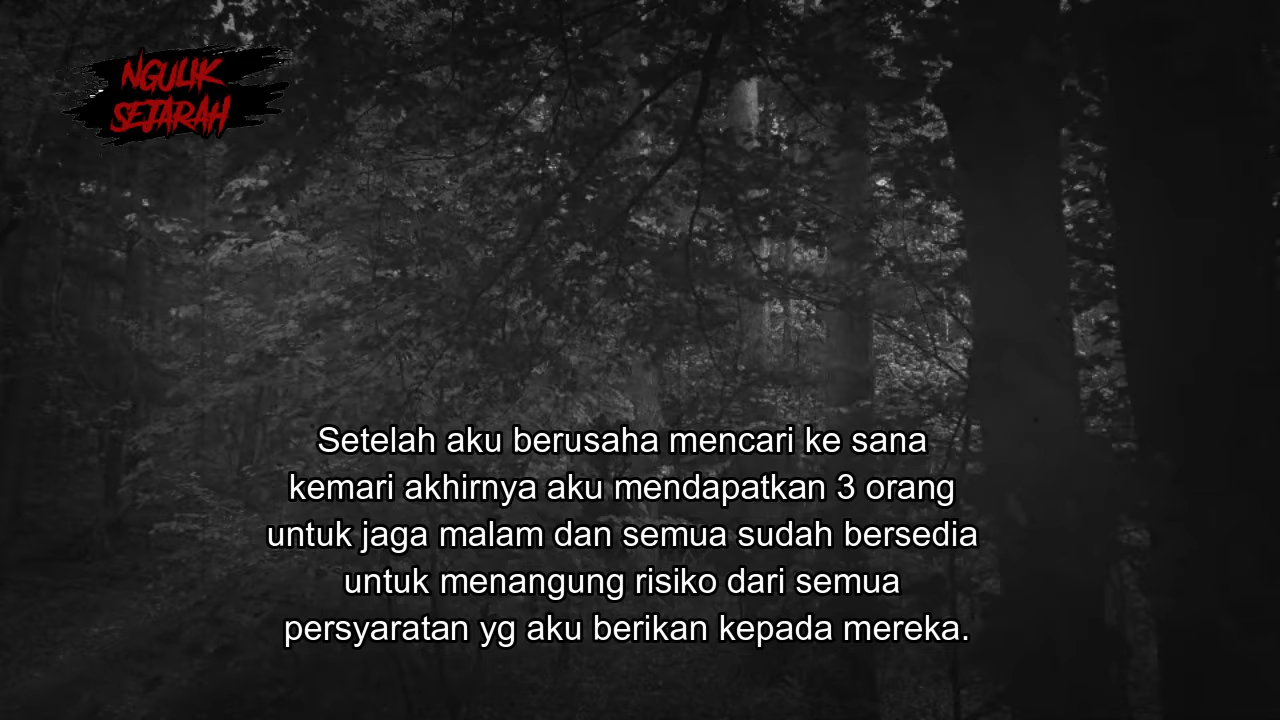 NGULIK
SEJARAH
Setelah aku berusaha mencari ke sana
kemari akhirnya aku mendapatkan 3 orang
untuk jaga malam dan semua sudah bersedia
untuk menangung risiko dari semua
persyaratan yg aku berikan kepada mereka.